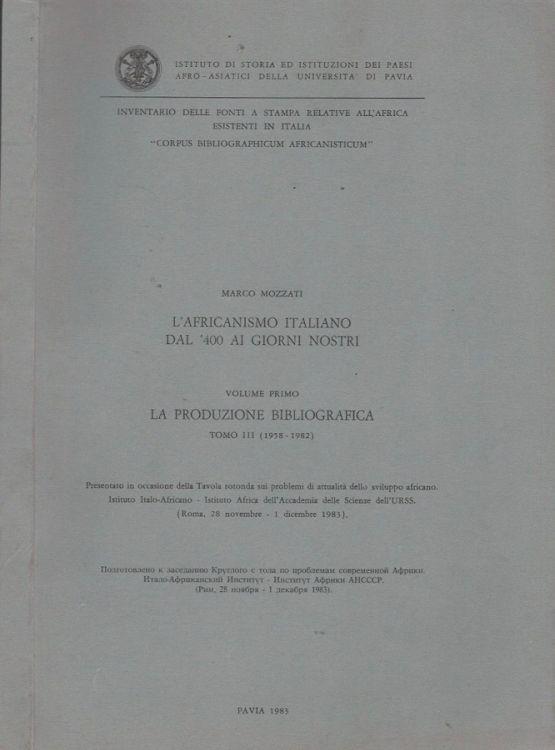 ISTITUTO DI STORIA ED ISTITUZIONI DEI PAESI
AFRO-ASIATICI DELLA UNIVERSITA' DI PAVIA
INVENTARIO DELLE FONTI A STAMPA RELATIVE ALL'AFRICA
ESISTENTI IN ITALIA
"CORPUS BIBLIOGRAPHICUM AFRICANISTICUM"
MARCO MOZZATI
L'AFRICANISMO ITALIANO
DAL '400 AI GIORNI NOSTRI
VOLUME PRIMO
LA PRODUZIONE BIBLIOGRAFICA
TOMO III (1958-1982)
Presentato in occasione della Tavola rotonda sui problemi di attualità dello sviluppo africano.
Istituto Italo-Africano - Istituto Africa dell'Accademia delle Scienze dell'URSS.
(Roma, 28 novembre - 1 dicembre 1983).
Подготовлено к заседанию Круглого с тола по проблемам современной Африки.
Итало-Африканский Институт - Институт Африки АНСССР.
(Рим, 28 ноября - 1 декабря 1983).
PAVIA 1983